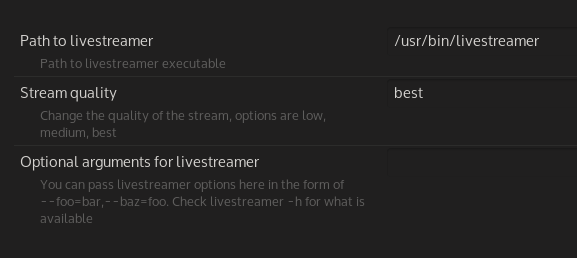 Path to livestreamer
/usr/bin/livestreamer
Path to livestreamer executable
Stream quality
best
Change the quality of the stream, options are low,
medium, best
Optional arguments for livestreamer
You can pass livestreamer options here in the form of
--foo=bar,--baz=foo. Check livestreamer -h for what is
available